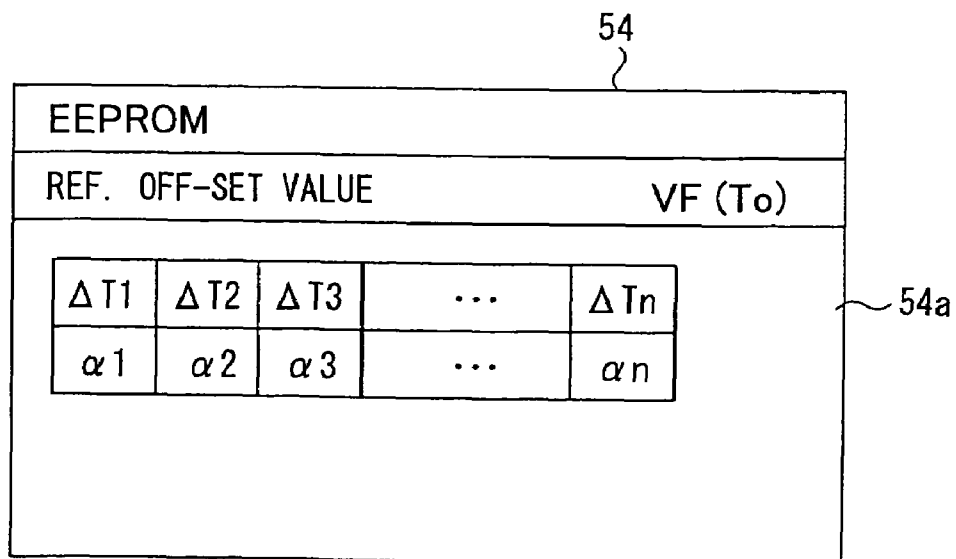 54
EEPROM
REF. OFF-SET VALUE VF (To)
ΔT1 ΔT2 ΔT3 ... ΔTn
54a
α1 α2 α3 ... αn